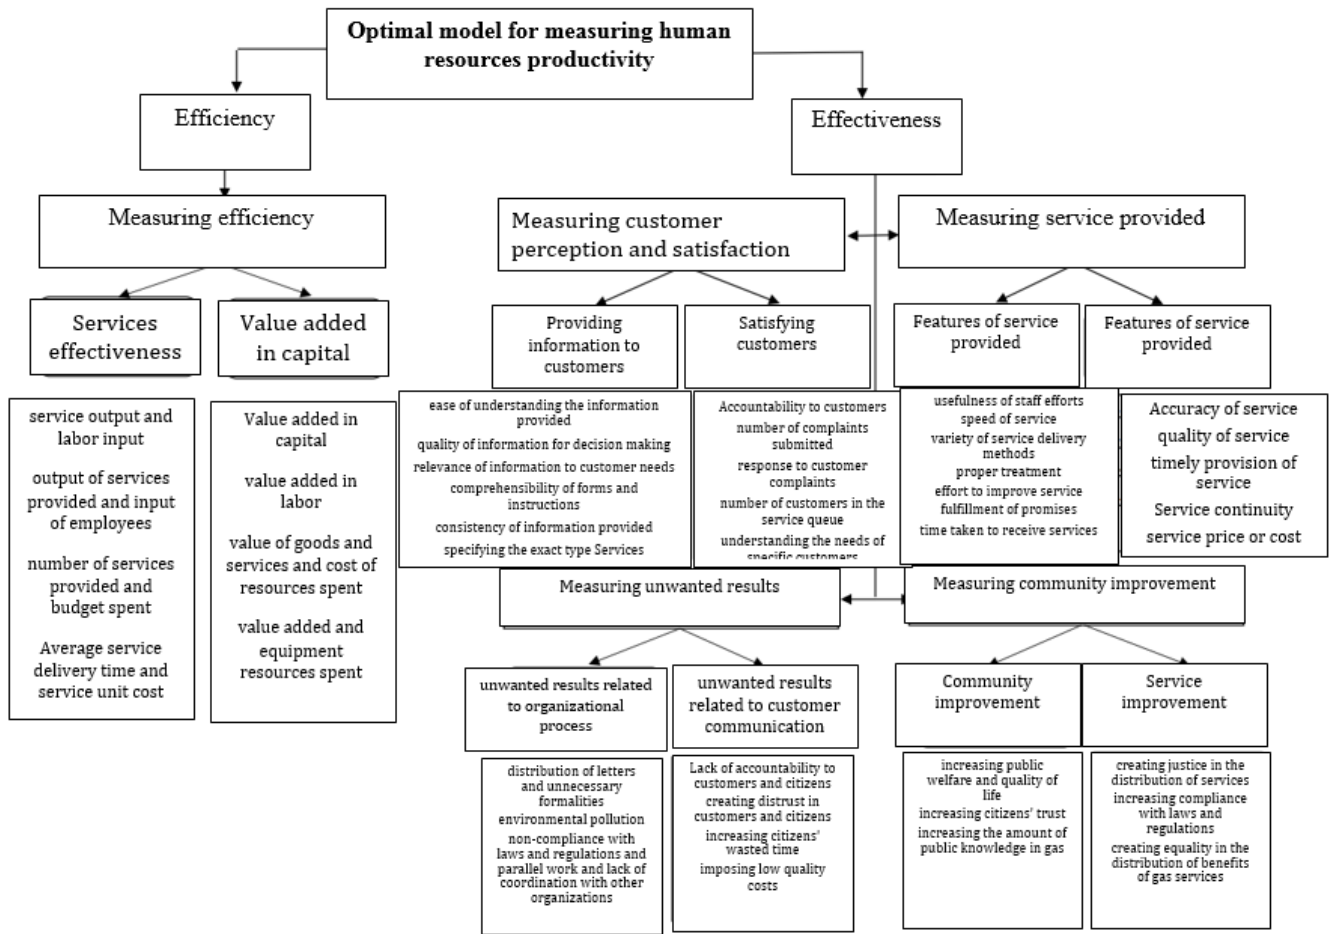 Optimal model for measuring human
resources productivity
Efficiency
Effectiveness
Measuring efficiency
Measuring customer
perception and satisfaction
Measuring service provided
Services
effectiveness
Value added
in capital
Providing
information to
customers
Satisfying
customers
Features of service
provided
Features of service
provided
service output and
labor input
output of services
provided and input
of employees
number of services
provided and
budget spent
Average service
delivery time and
service unit cost
Value added in
capital
value added in
labor
value of goods and
services and cost of
resources spent
value added and
equipment
resources spent
ease of understanding the information
provided
quality of information for decision making
relevance of information to customer needs
comprehensibility of forms and
instructions
consistency of information provided
specifying the exact type Services
Accountability to customers
number of complaints
submitted
response to customer
complaints
number of customers in the
service queue
understanding the needs of
specific customers
usefulness of staff efforts
speed of service
variety of service delivery
methods
proper treatment
effort to improve service
fulfillment of promises
time taken to receive services
Accuracy of service
quality of service
timely provision of
service
Service continuity
service price or cost
Measuring unwanted results
Measuring community improvement
unwanted results related
to organizational
process
unwanted results
related to customer
communication
Community
improvement
Service
improvement
distribution of letters
and unnecessary
formalities
environmental pollution
non-compliance with
laws and regulations and
parallel work and lack of
coordination with other
organizations
Lack of accountability to
customers and citizens
creating distrust in
customers and citizens
increasing citizens'
wasted time
imposing low quality
costs
increasing public
welfare and quality of
life
increasing citizens' trust
increasing the amount of
public knowledge in gas
creating justice in the
distribution of services
increasing compliance
with laws and
regulations
creating equality in the
distribution of benefits
of gas services